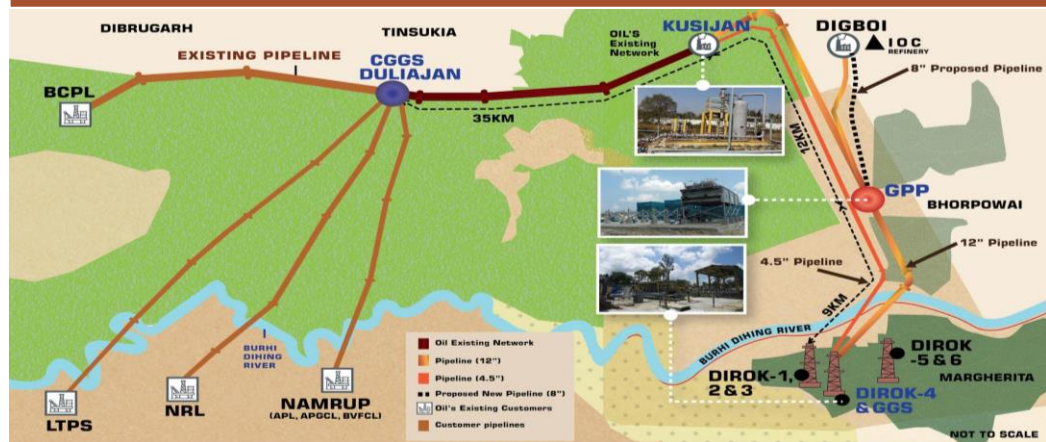 DIBRUGARH
TINSUKIA
EXISTING PIPELINE
CGGS
DULIAJAN
BCPL
35KM
OIL'S
Existing
Network
KUSIJAN
DIGBOI
IOC
REFINERY
8" Proposed Pipeline
12KM
GPP
BHORPOWAI
12" Pipeline
4.5" Pipeline
9KM
BURHI DIHING RIVER
BURHI
DIHING
RIVER
LTPS
NRL
NAMRUP
(APL, APGCL, BVFCL)
Oil Existing Network
Pipeline (12")
Pipeline (4.5")
Proposed New Pipeline (8")
Oil's Existing Customers
Customer pipelines
DIROK-1,
2 & 3
DIROK
-5 & 6
MARGHERITA
DIROK-4
& GGS
NOT TO SCALE